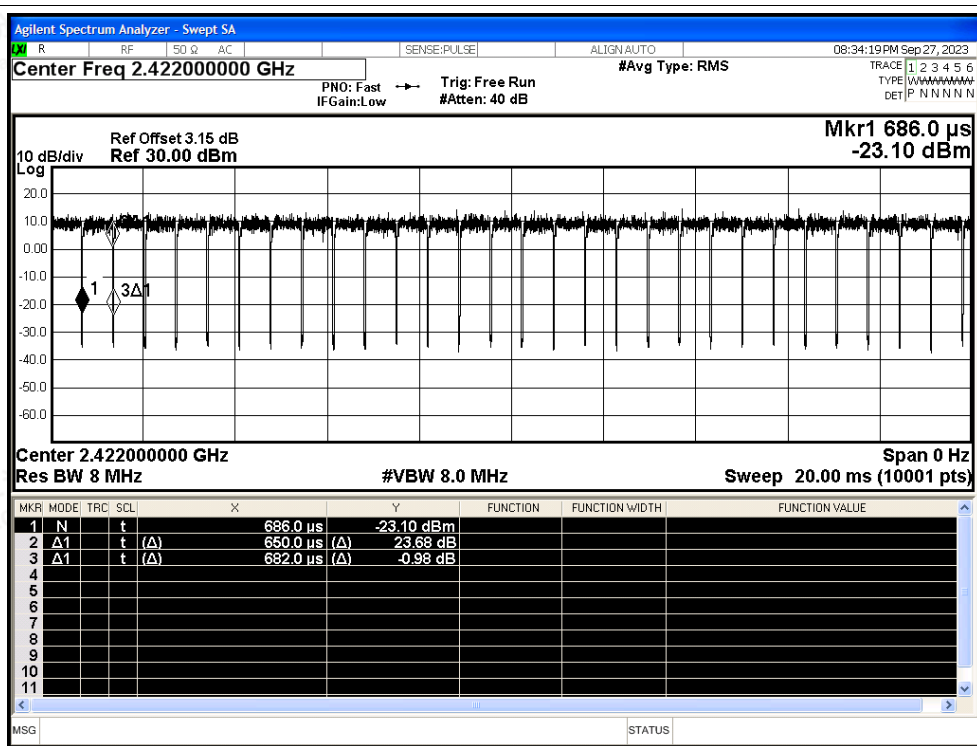 Agilent Spectrum Analyzer - Swept SA
LXI R RF 50 Ω AC SENSE:PULSE ALIGN AUTO 08:34:19 PM Sep 27, 2023
Center Freq 2.422000000 GHz #Avg Type: RMS TRACE 1 2 3 4 5 6
PNO: Fast Trig: Free Run TYPE
IFGain:Low #Atten: 40 dB DET P N N N N N
Mkr1 686.0 µs
-23.10 dBm
Ref Offset 3.15 dB
10 dB/div Ref 30.00 dBm
Log
20.0
10.0
0.00
-10.0
1 3Δ1
-20.0
-30.0
-40.0
-50.0
-60.0
Center 2.422000000 GHz Span 0 Hz
Res BW 8 MHz #VBW 8.0 MHz Sweep 20.00 ms (10001 pts)
MKR MODE TRC SCL X Y FUNCTION FUNCTION WIDTH FUNCTION VALUE
1 N t 686.0 µs -23.10 dBm
2 Δ1 t (Δ) 650.0 µs (Δ) 23.68 dB
3 Δ1 t (Δ) 682.0 µs (Δ) -0.98 dB
4
5
6
7
8
9
10
11
MSG STATUS